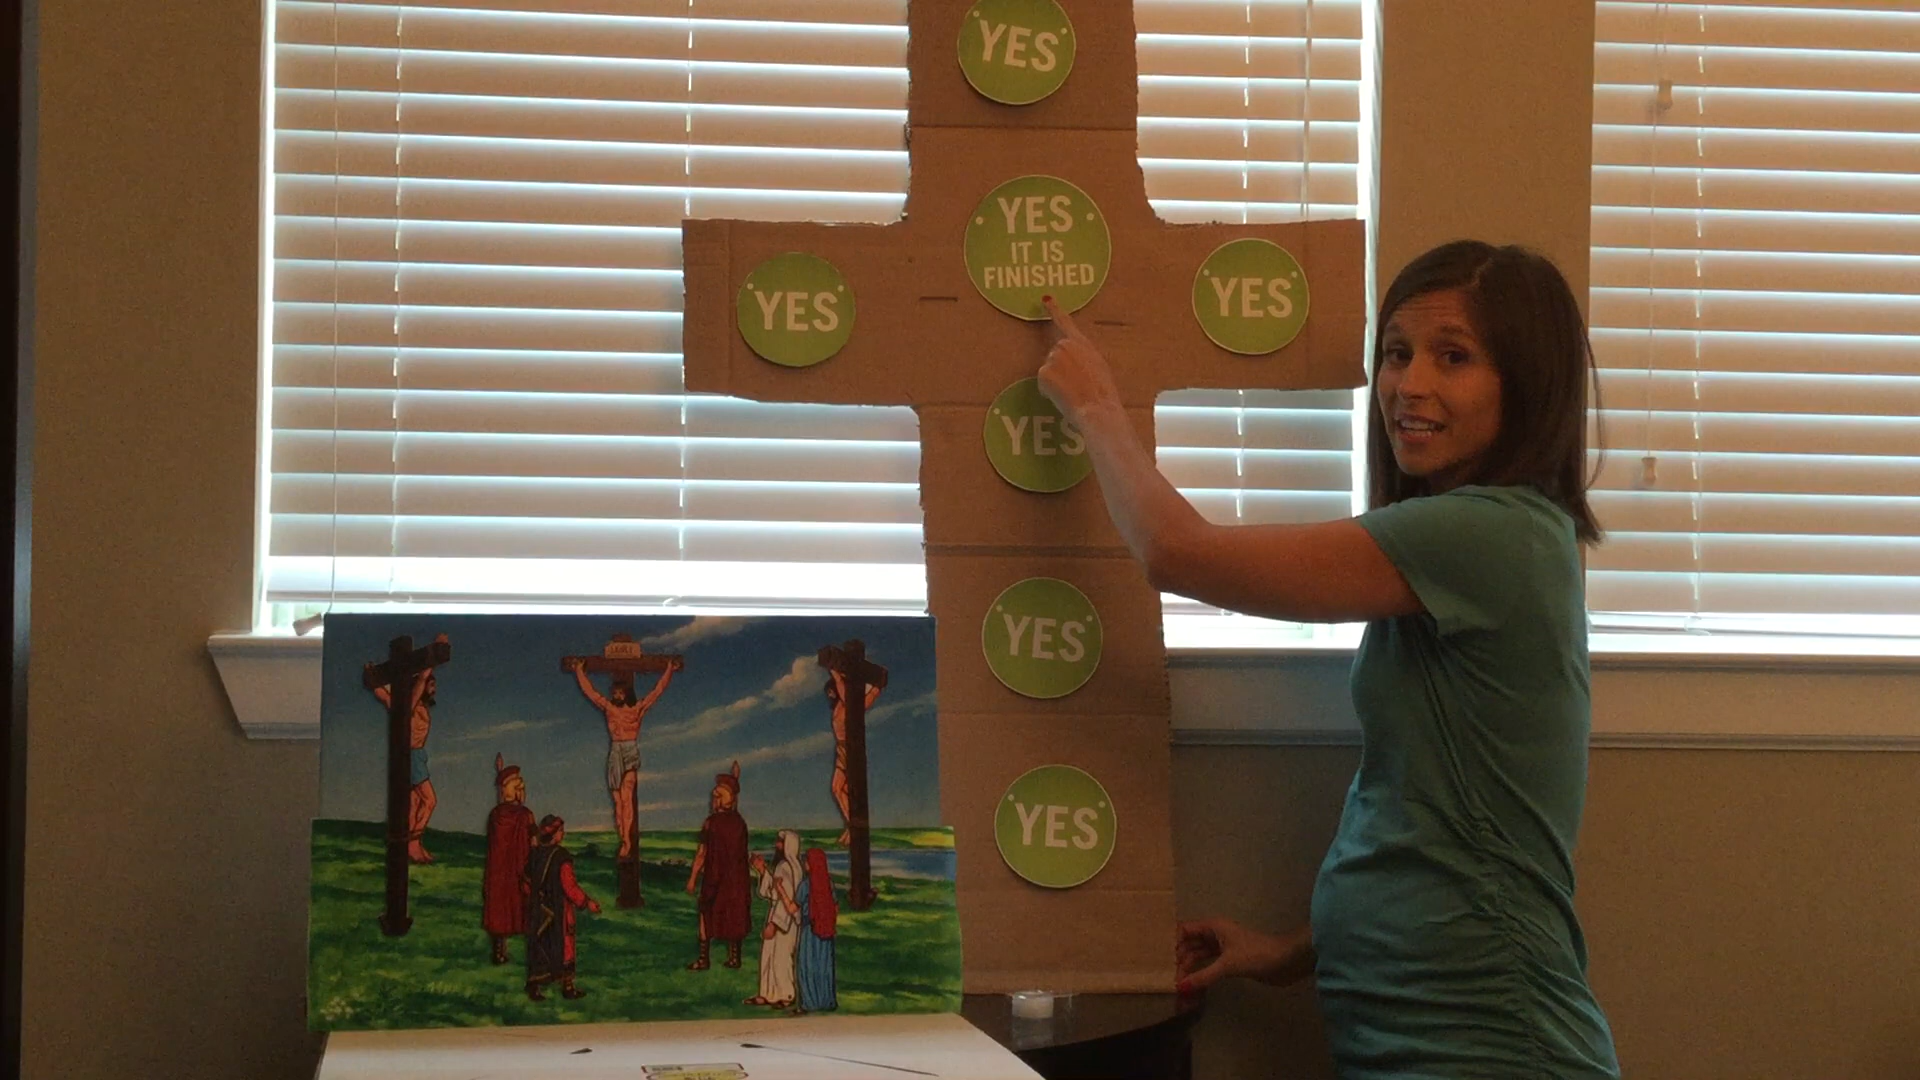 YES
YES
IT IS
FINISHED
YES
YES
YES
YES
YES